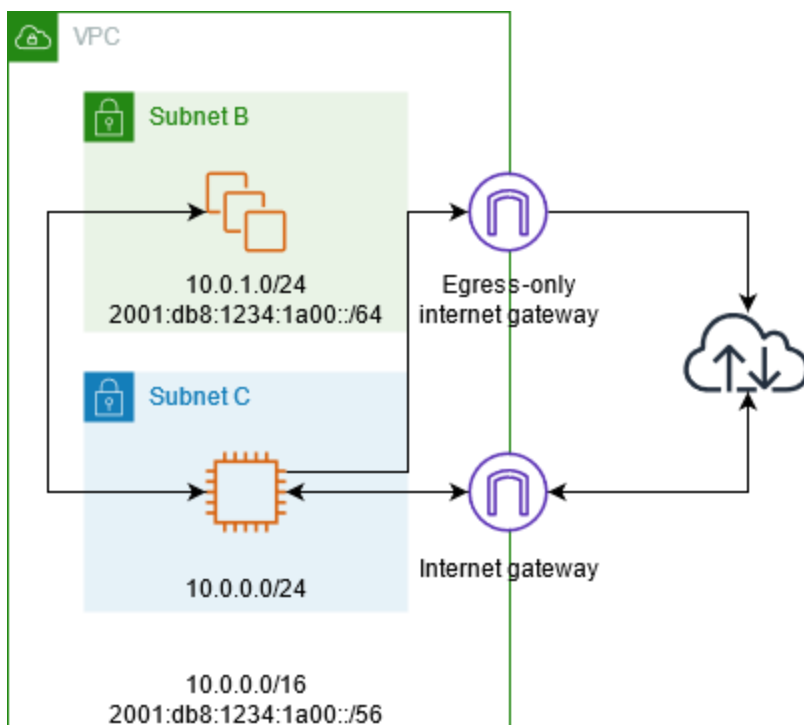 VPC
Subnet B
10.0.1.0/24
2001:db8:1234:1a00::/64
Egress-only
internet gateway
Subnet C
10.0.0.0/24
Internet gateway
10.0.0.0/16
2001:db8:1234:1a00::/56